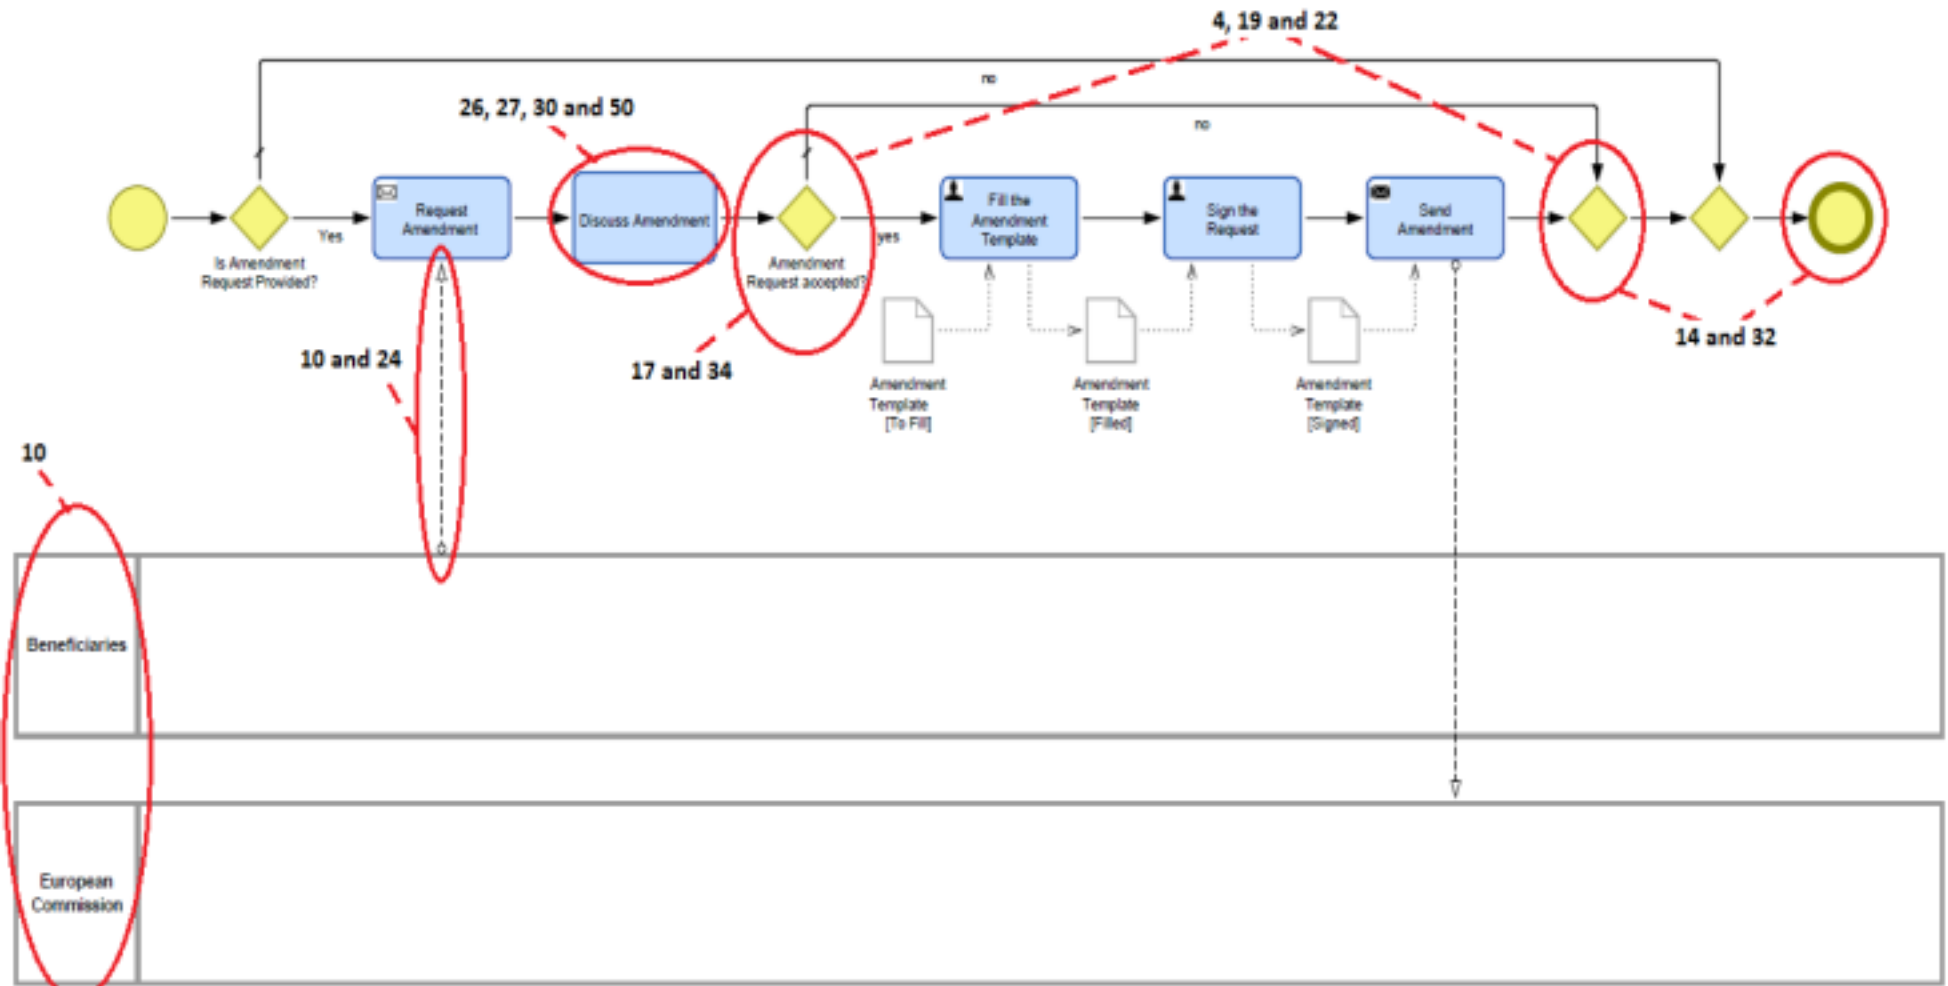 4, 19 and 22
no
26, 27, 30 and 50
no
Request
Amendment
Discuss Amendment
Fill the
Amendment
Template
Sign the
Request
Send
Amendment
Yes
yes
Is Amendment
Request Provided?
Amendment
Request accepted?
14 and 32
10 and 24
17 and 34
Amendment
Template
[To Fill]
Amendment
Template
[Filled]
Amendment
Template
[Signed]
10
Beneficiaries
European
Commission